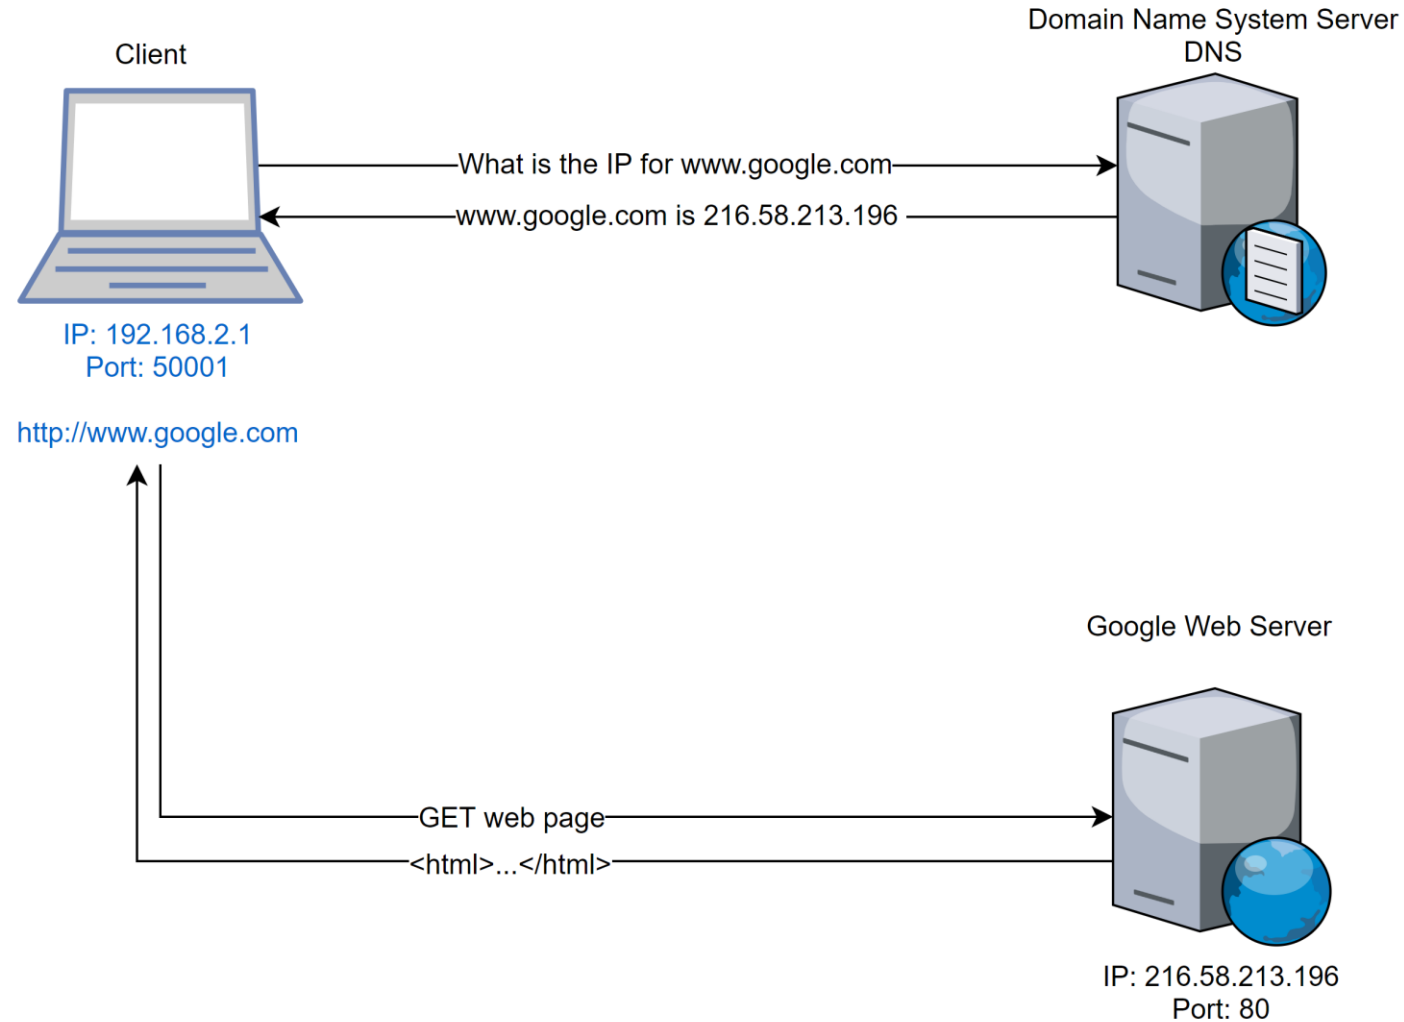 Domain Name System Server
DNS
Client
What is the IP for www.google.com
www.google.com is 216.58.213.196
IP: 192.168.2.1
Port: 50001
http://www.google.com
Google Web Server
GET web page
<html>...</html>
IP: 216.58.213.196
Port: 80